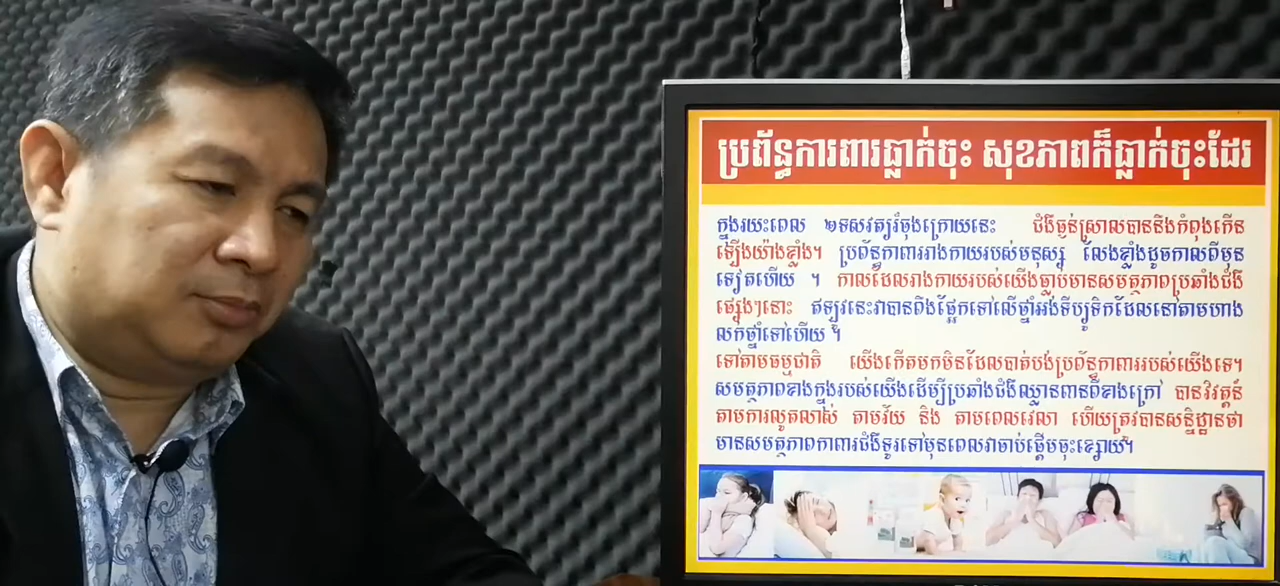 ប្រព័ន្ធការពារធ្លាក់ចុះ សុខភាពក៏ធ្លាក់ចុះដែរ
ក្នុងរយះពេល ២ទសវត្យរ៍ចុងក្រោយនេះ ជំងឺធ្ងន់ស្រាលបាននិងកំពុងកើន
ឡើងយ៉ាងខ្លាំង។ ប្រព័ន្ធកាពាររាងកាយរបស់មនុស្ស លែងខ្លាំងដូចកាលពីមុន
ទៀតហើយ ។ កាលដែលរាងកាយរបស់យើងធ្លាប់មានសមត្ថភាពប្រឆាំងជំងឺ
ផ្សេងៗនោះ ឥឡូវនេះវាបានពឹងផ្អែកទៅលើថ្នាំអង់ទីប្យូទិកដែលនៅតាមហាង
លក់ថ្នាំទៅហើយ ។
ទៅតាមធម្មជាតិ យើងកើតមកមិនដែលបាត់បង់ប្រព័ន្ធកាពាររបស់យើងទេ។
សមត្ថភាពខាងក្នុងរបស់យើងដើម្បីប្រឆាំងជំងឺឈ្លានពានពីខាងក្រៅ បានវិវត្តន៍
តាមការលូតលាស់ តាមវ័យ និង តាមពេលវេលា ហើយត្រូវបានសន្និដ្ឋានថា
មានសមត្ថភាពកាពារជំងឺទូរទៅមុនពេលវាចាប់ផ្តើមចុះខ្សោយ។